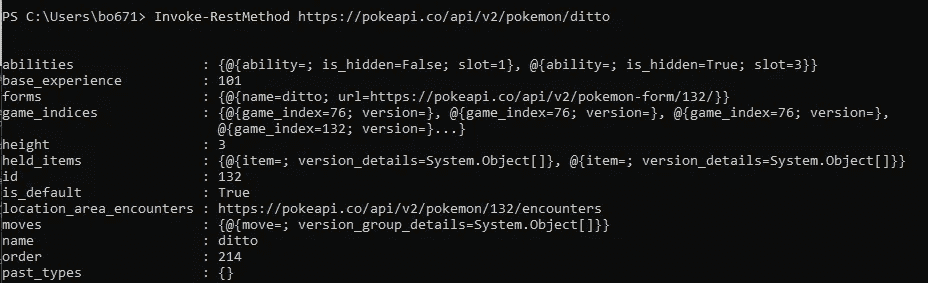 PS C:\Users\bo671> Invoke-RestMethod https://pokeapi.co/api/v2/pokemon/ditto
abilities : {@{ability=; is_hidden=False; slot=1}, @{ability=; is_hidden=True; slot=3}}
base_experience : 101
forms : {@{name=ditto; url=https://pokeapi.co/api/v2/pokemon-form/132/}}
game_indices : {@{game_index=76; version=}, @{game_index=76; version=}, @{game_index=76; version=},
@{game_index=132; version=}...}
height : 3
held_items : {@{item=; version_details=System.Object[]}, @{item=; version_details=System.Object[]}}
id : 132
is_default : True
location_area_encounters : https://pokeapi.co/api/v2/pokemon/132/encounters
moves : {@{move=; version_group_details=System.Object[]}}
name : ditto
order : 214
past_types : {}